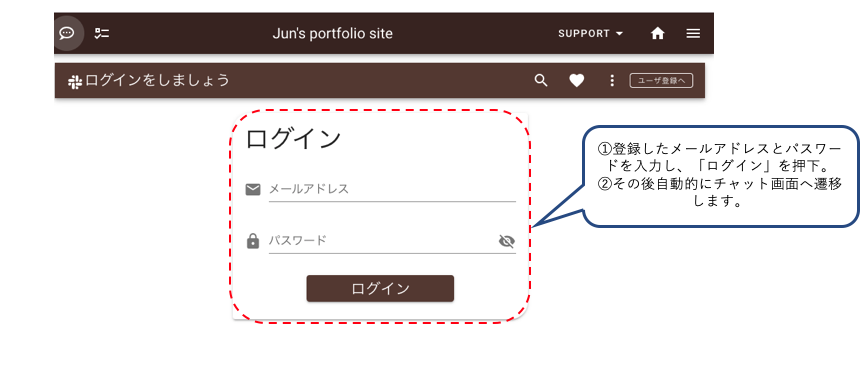 Jun's portfolio site
SUPPORT
ログインをしましょう
ユーザ登録へ
ログイン
メールアドレス
パスワード
ログイン
①登録したメールアドレスとパスワー
ドを入力し、「ログイン」を押下。
②その後自動的にチャット画面へ遷移
します。